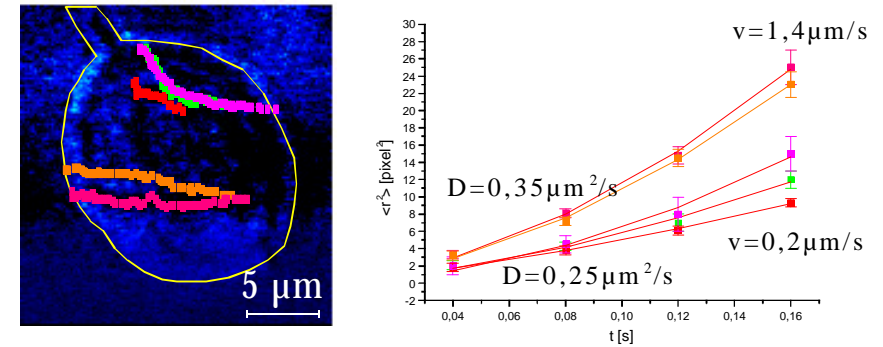 5 μm
30
28
26
24
22
20
18
16
14
12
10
8
6
4
2
0
-2
<r²> [pixel²]
v=1,4μm/s
D=0,35μm²/s
D=0,25μm²/s
v=0,2μm/s
0,04 0,06 0,08 0,10 0,12 0,14 0,16
t [s]